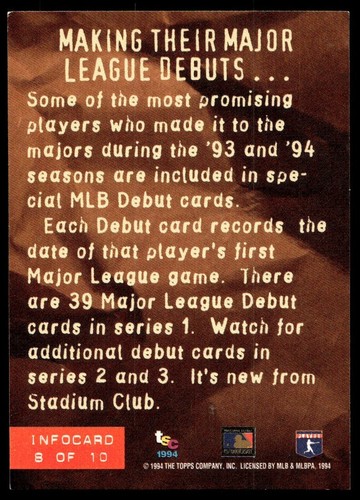 MAKING THEIR MAJOR
LEAGUE DEBUTS...
Some of the most promising
players who made it to the
majors during the '93 and '94
seasons are included in spe-
cial MLB Debut cards.
Each Debut card records the
date of that player's first
Major League game. There
are 39 Major League Debut
cards in series 1. Watch for
additional debut cards in
series 2 and 3. It's new from
Stadium Club.
INFOCARD
8 OF 10
tsc
1994
PLAYERS
© 1994 THE TOPPS COMPANY, INC. LICENSED BY MLB & MLBPA, 1994